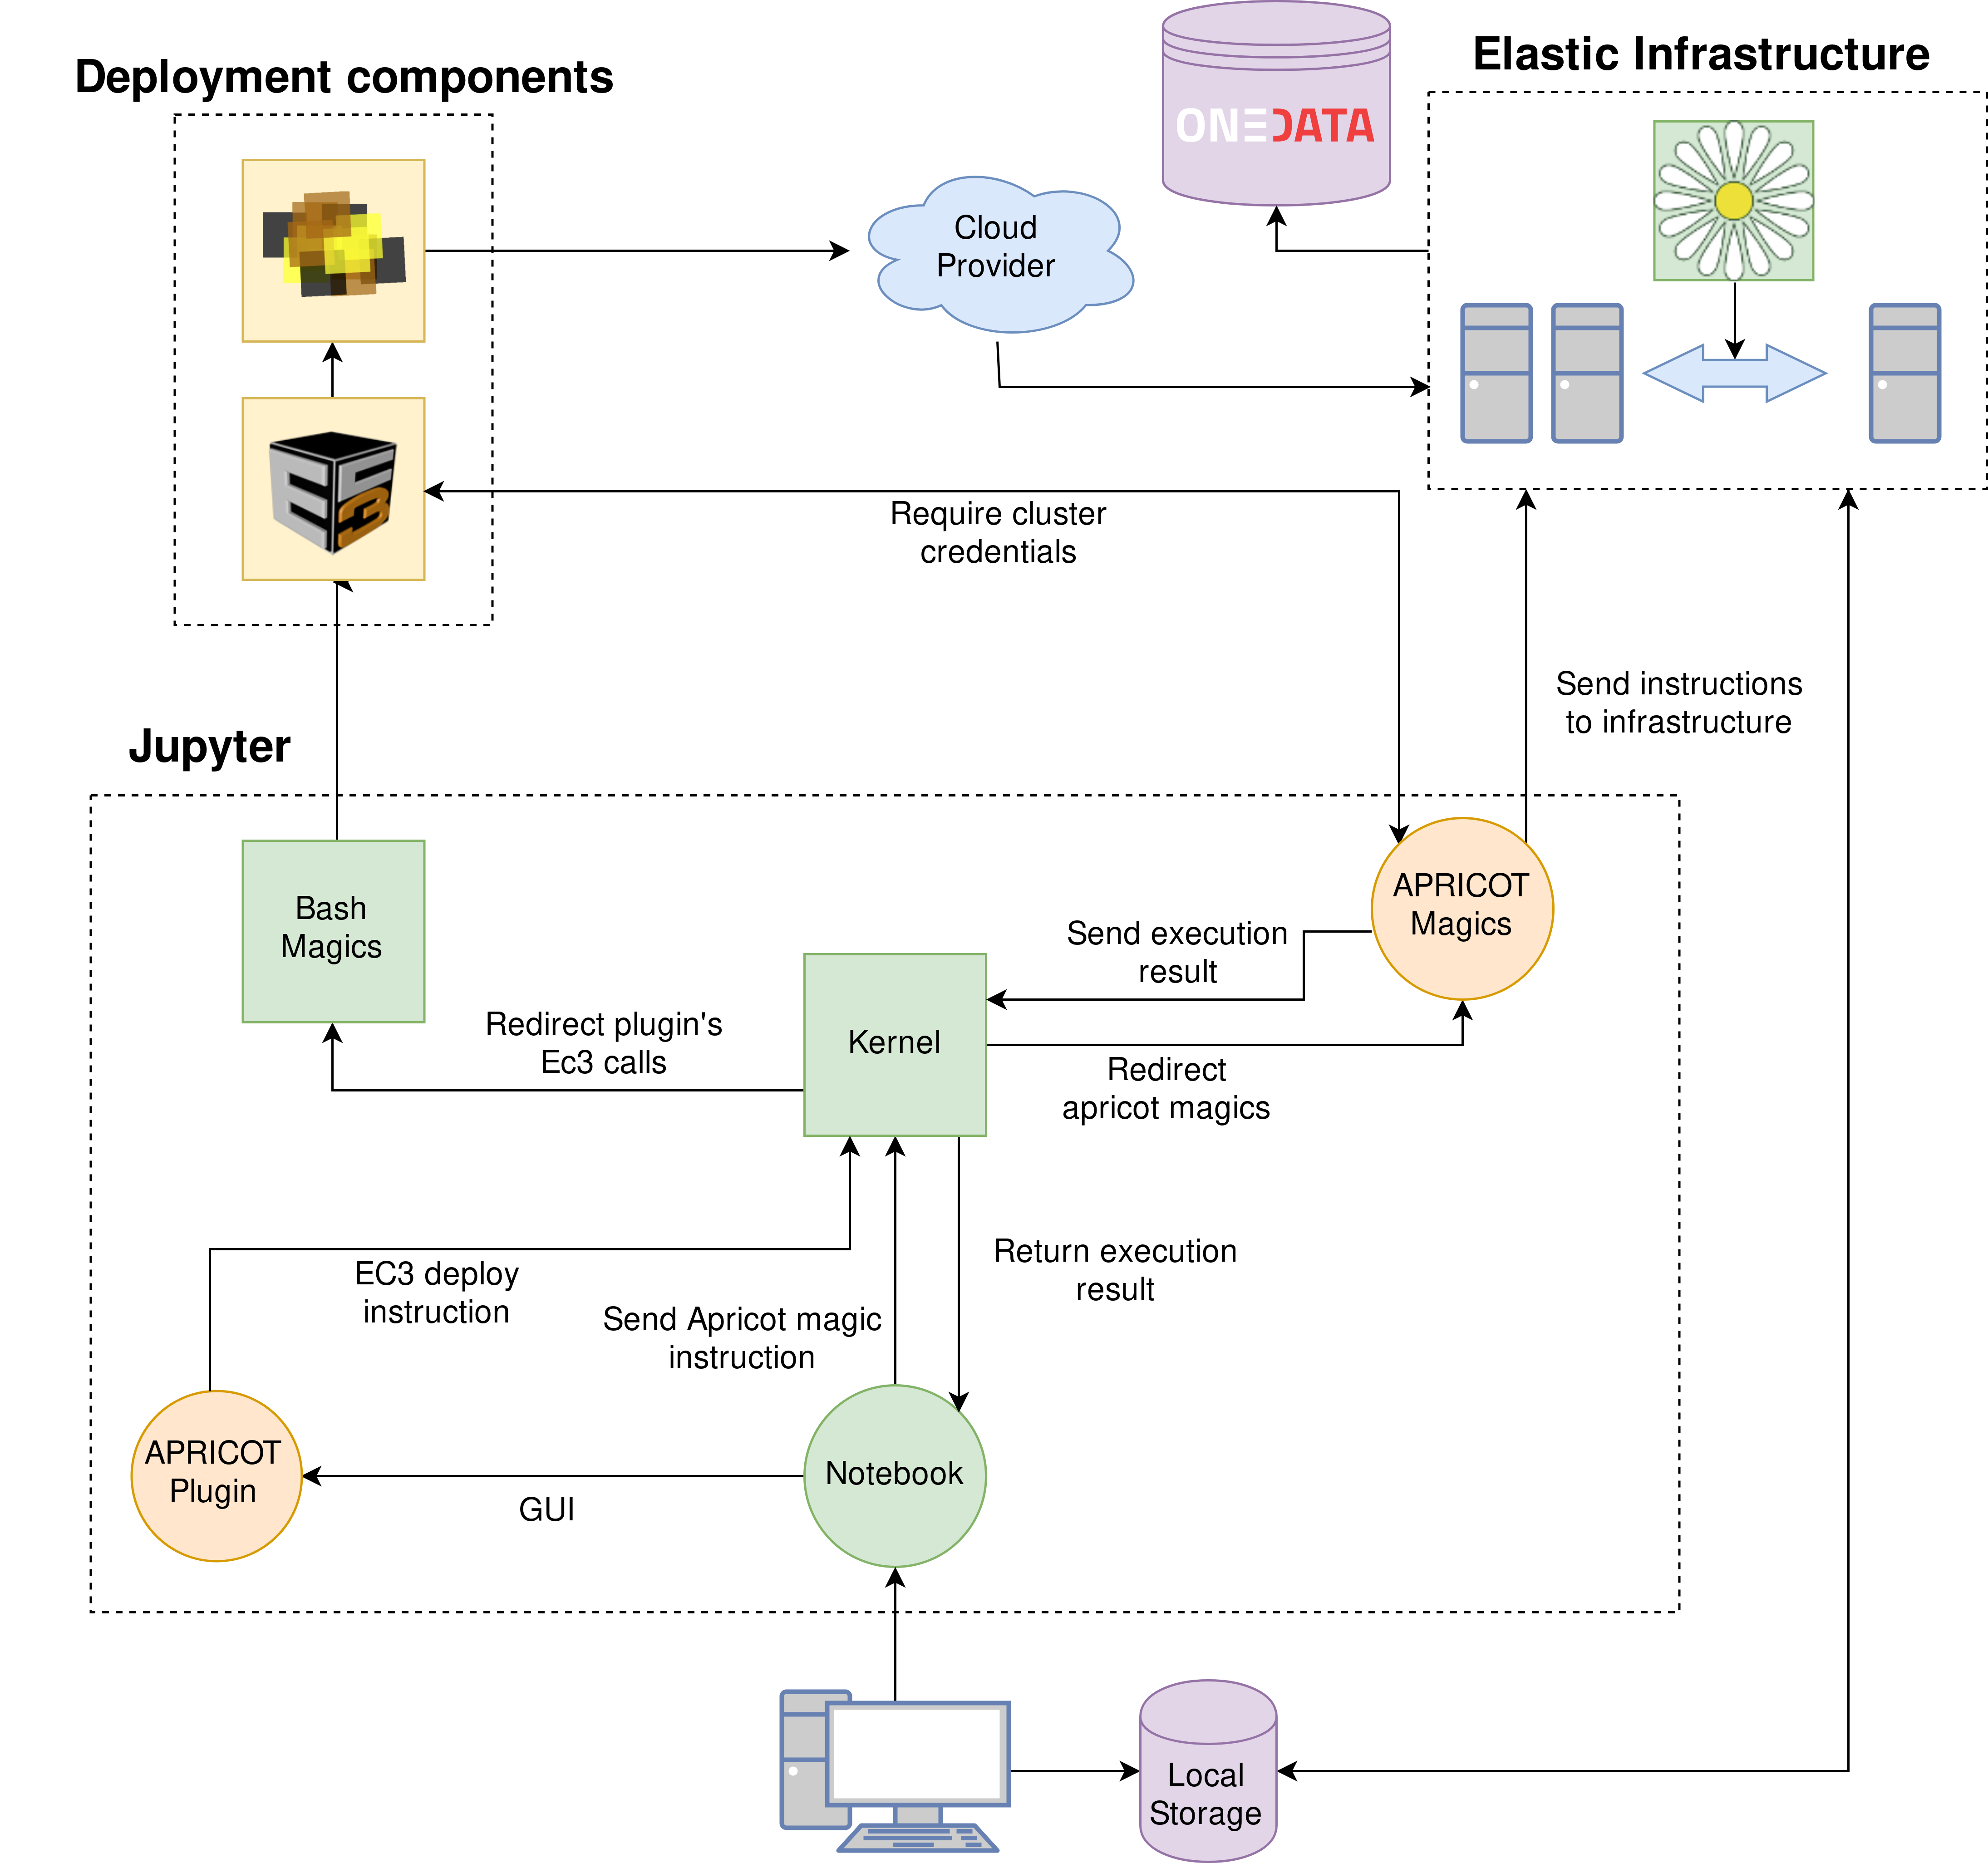 Deployment components
Elastic Infrastructure
ONEDATA
Cloud
Provider
EC3
Require cluster
credentials
Send instructions
to infrastructure
Jupyter
Bash
Magics
APRICOT
Magics
Send execution
result
Kernel
Redirect plugin's
Ec3 calls
Redirect
apricot magics
EC3 deploy
instruction
Return execution
result
Send Apricot magic
instruction
APRICOT
Plugin
Notebook
GUI
Local
Storage